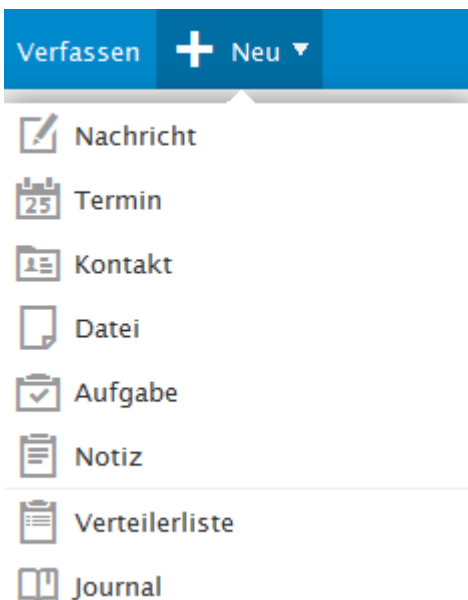 Verfassen Neu
Nachricht
25 Termin
Kontakt
Datei
Aufgabe
Notiz
Verteilerliste
Journal